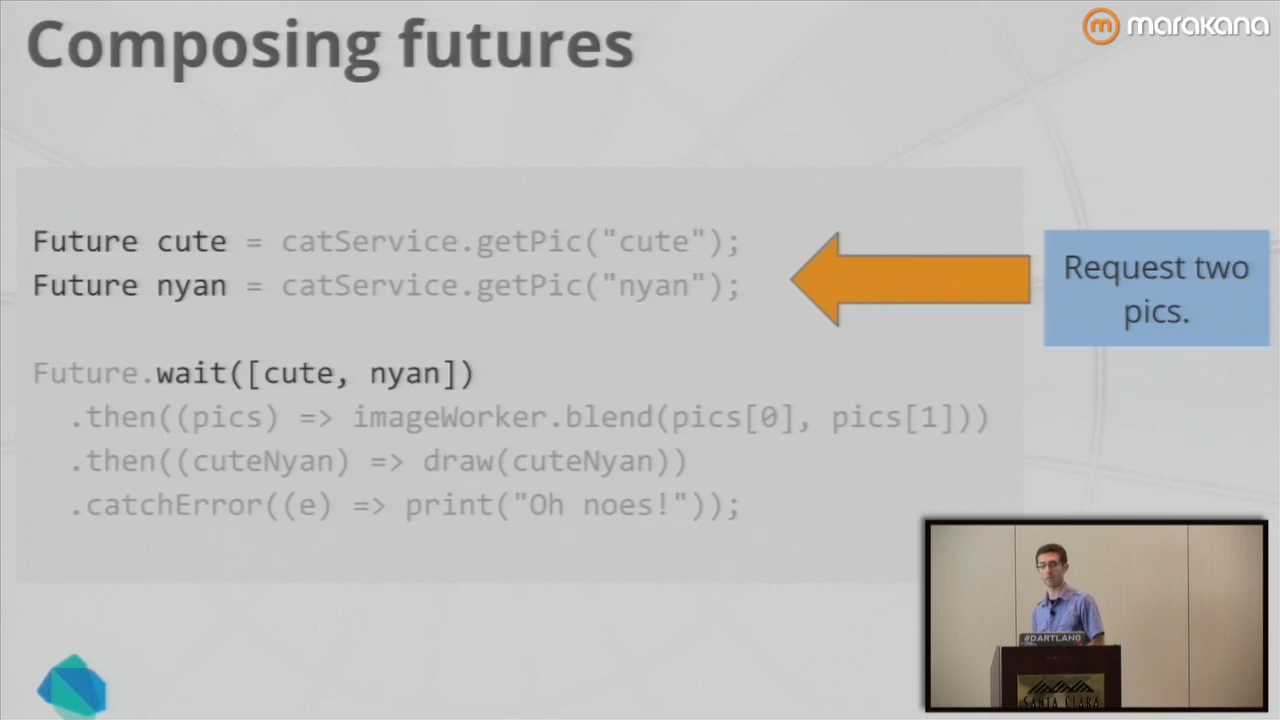 Composing futures
marakana
Future cute = catService.getPic("cute");
Future nyan = catService.getPic("nyan");
Request two
pics.
Future.wait([cute, nyan])
.then((pics) => imageWorker.blend(pics[0], pics[1]))
.then((cuteNyan) => draw(cuteNyan))
.catchError((e) => print("Oh noes!"));
#DARTLANG
SANTA CLARA